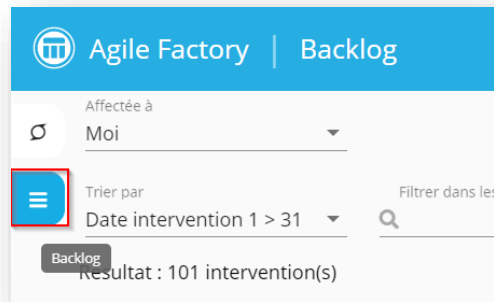 Agile Factory | Backlog
Affectée à
Moi
Trier par
Filtrer dans les
Date intervention 1 > 31
Backlog
Résultat : 101 intervention(s)